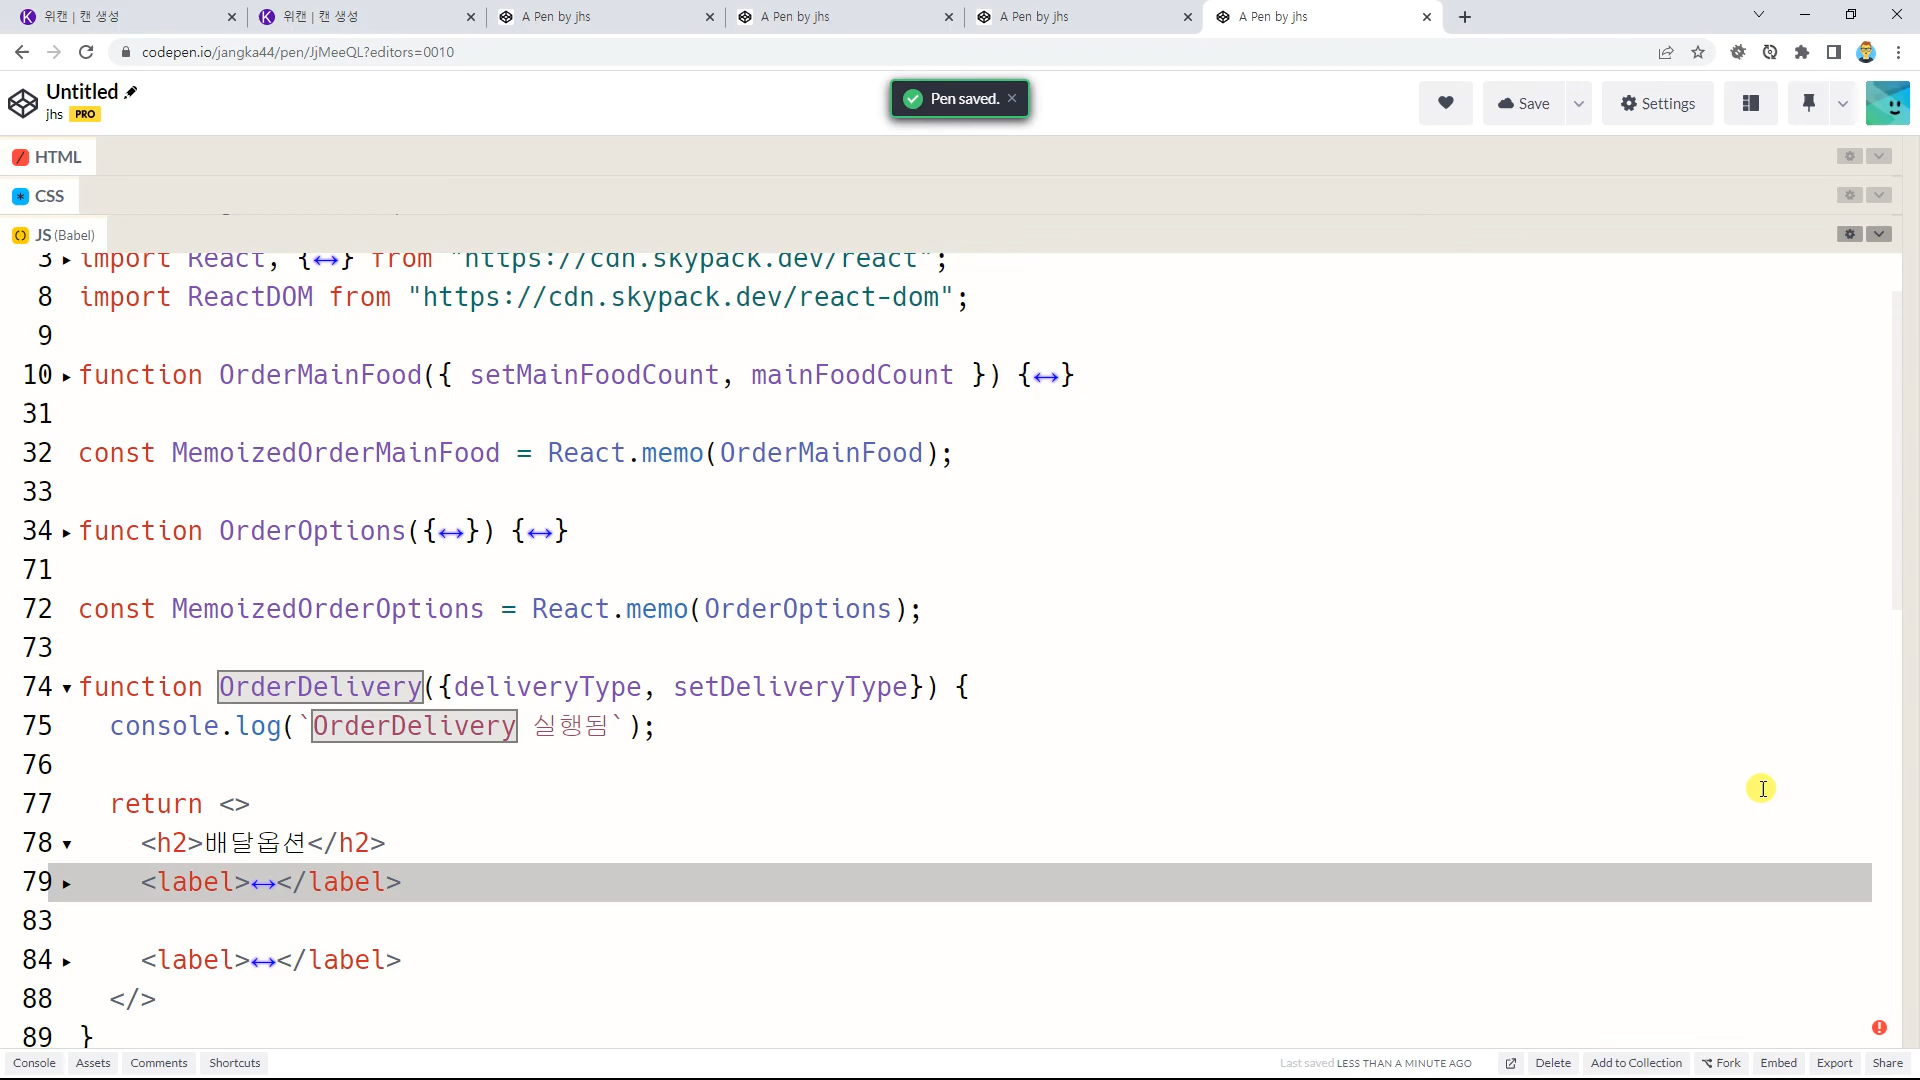 위캔 | 캔 생성
위캔 | 캔 생성
A Pen by jhs
A Pen by jhs
A Pen by jhs
A Pen by jhs
codepen.io/jangka44/pen/JjMeeQL?editors=0010
Untitled
jhs PRO
Pen saved.
Save
Settings
HTML
CSS
JS (Babel)
3 import React, {↔} from "https://cdn.skypack.dev/react";
8 import ReactDOM from "https://cdn.skypack.dev/react-dom";
9
10 function OrderMainFood({ setMainFoodCount, mainFoodCount }) {↔}
31
32 const MemoizedOrderMainFood = React.memo(OrderMainFood);
33
34 function OrderOptions({↔}) {↔}
71
72 const MemoizedOrderOptions = React.memo(OrderOptions);
73
74 function OrderDelivery({deliveryType, setDeliveryType}) {
75 console.log(`OrderDelivery 실행됨`);
76
77 return <>
78 <h2>배달옵션</h2>
79 <label>↔</label>
83
84 <label>↔</label>
88 </>
89 }
Console Assets Comments Shortcuts
Last saved LESS THAN A MINUTE AGO
Delete Add to Collection Fork Embed Export Share